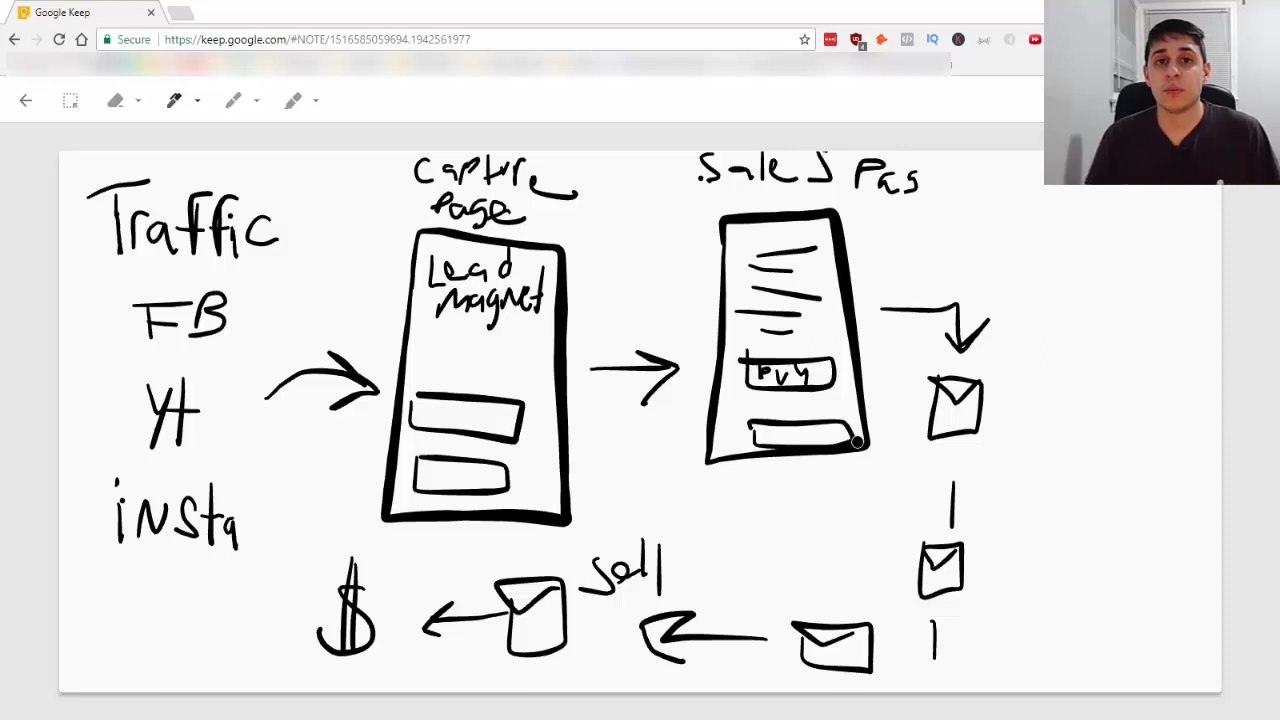 Google Keep
Secure
https://keep.google.com/#NOTE/1516585059694.1942561977
Traffic
FB
Yt
iNSta
Capture
Page
Lead
Magnet
Sales Pag
Buy
Sell
$